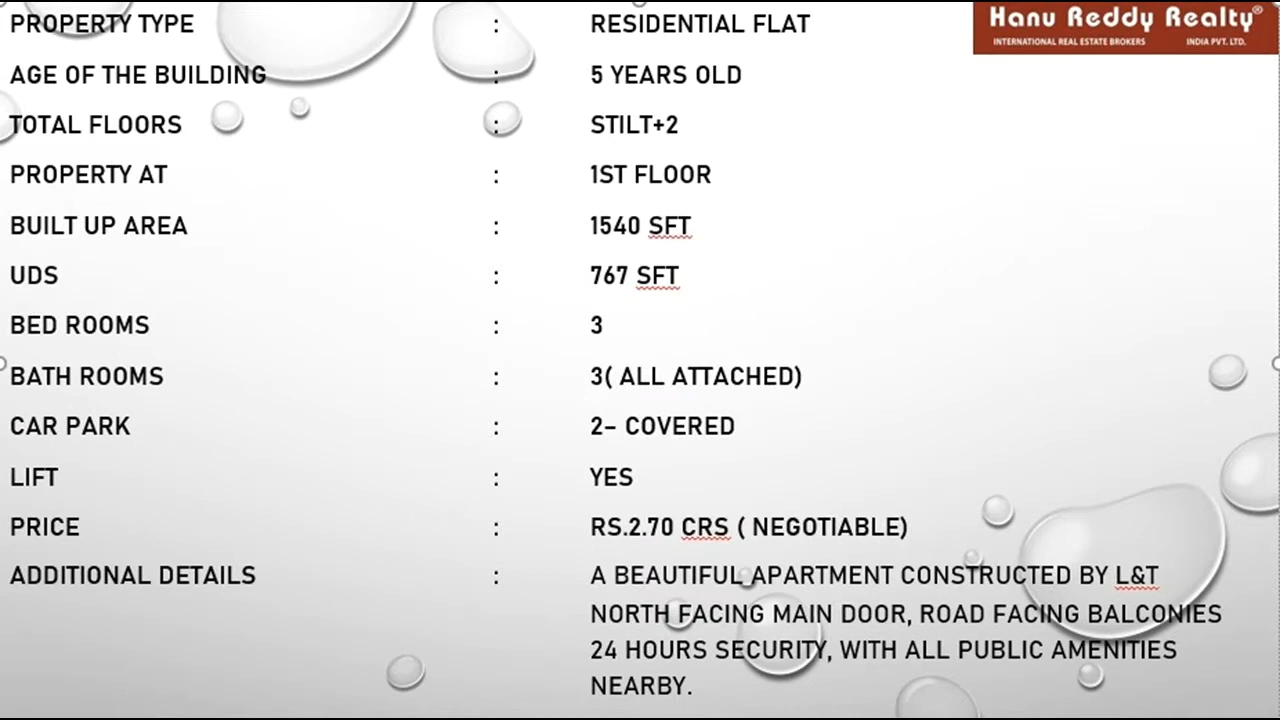 Hanu Reddy Realty®
INTERNATIONAL REAL ESTATE BROKERS INDIA PVT. LTD.
PROPERTY TYPE : RESIDENTIAL FLAT
AGE OF THE BUILDING : 5 YEARS OLD
TOTAL FLOORS : STILT+2
PROPERTY AT : 1ST FLOOR
BUILT UP AREA : 1540 SFT
UDS : 767 SFT
BED ROOMS : 3
BATH ROOMS : 3( ALL ATTACHED)
CAR PARK : 2– COVERED
LIFT : YES
PRICE : RS.2.70 CRS ( NEGOTIABLE)
ADDITIONAL DETAILS : A BEAUTIFUL APARTMENT CONSTRUCTED BY L&T
NORTH FACING MAIN DOOR, ROAD FACING BALCONIES
24 HOURS SECURITY, WITH ALL PUBLIC AMENITIES
NEARBY.